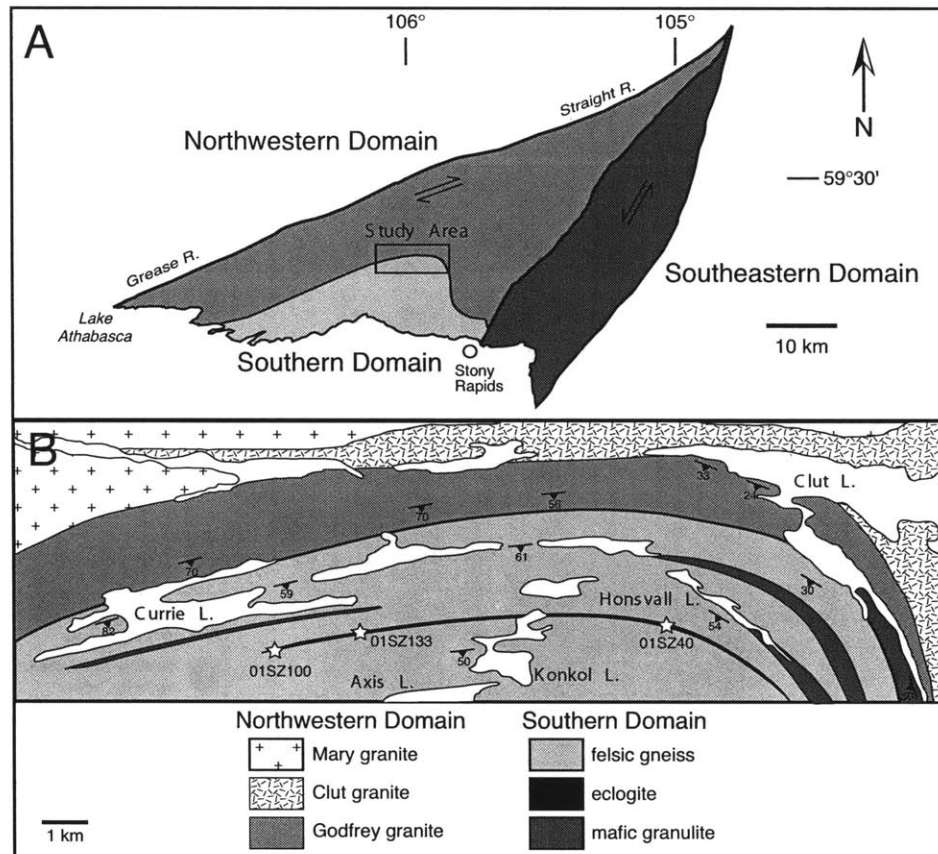 A
106°
105°
Straight R.
N
Northwestern Domain
59°30'
Study Area
Grease R.
Southeastern Domain
Lake
Athabasca
Southern Domain
Stony
Rapids
10 km
B
33
24
Clut L.
70
56
70
61
59
30
Currie L.
Honsvall L.
82
54
01SZ133
01SZ40
01SZ100
50
Axis L.
Konkol L.
Northwestern Domain
Southern Domain
Mary granite
felsic gneiss
Clut granite
eclogite
1 km
Godfrey granite
mafic granulite